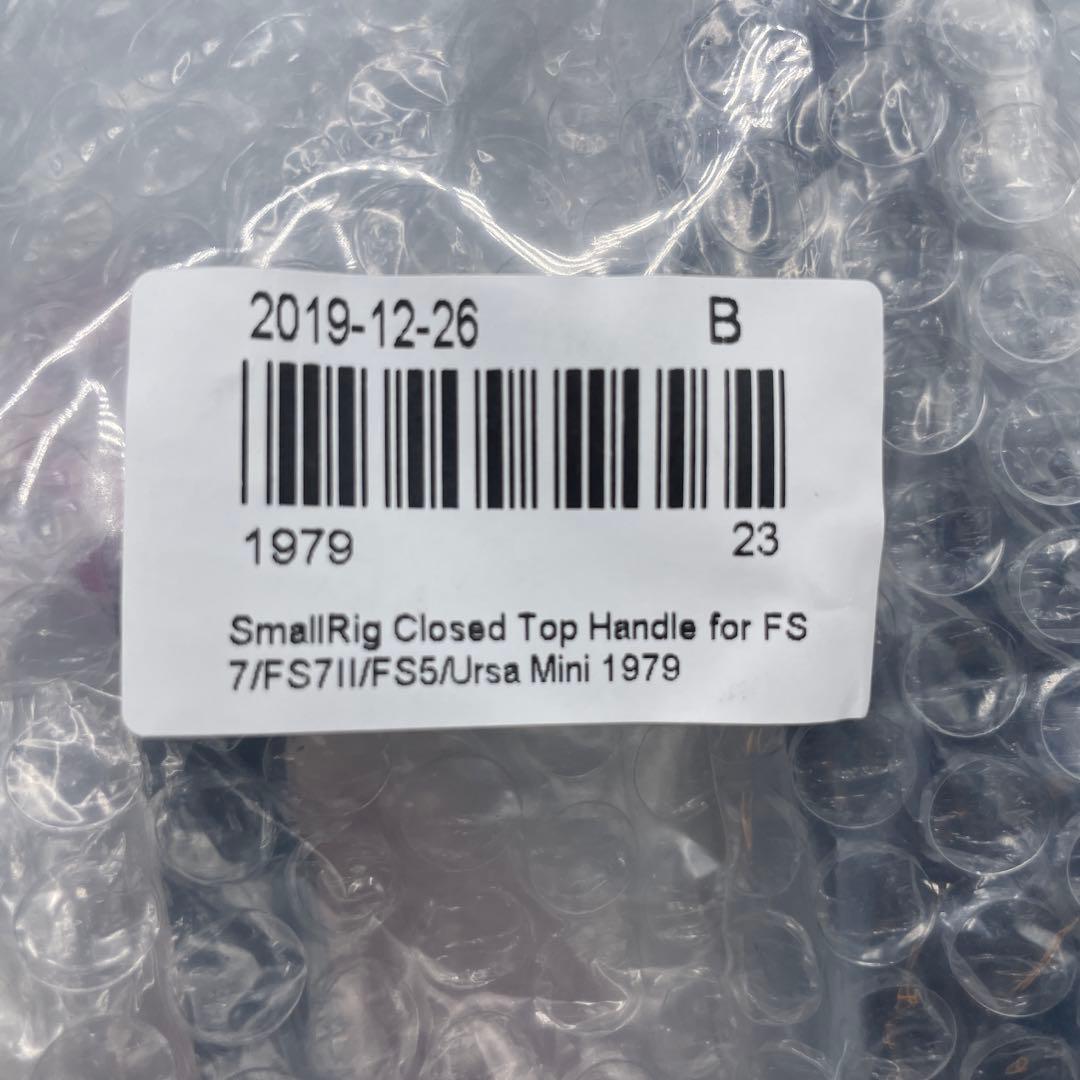 2019-12-26 B
1979 23
SmallRig Closed Top Handle for FS
7/FS7II/FS5/Ursa Mini 1979